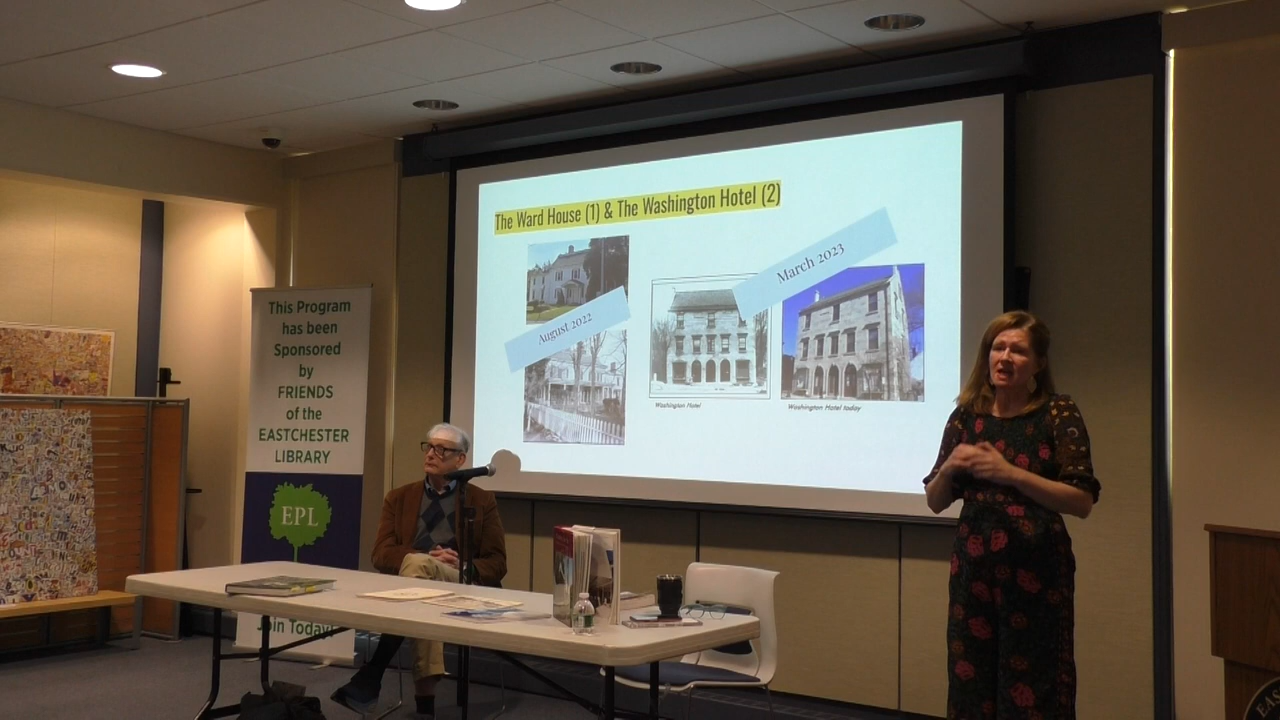 The Ward House (1) & The Washington Hotel (2)
August 2022
March 2023
Washington Hotel
Washington Hotel today
This Program
has been
Sponsored
by
FRIENDS
of the
EASTCHESTER
LIBRARY
EPL
Join Today!
EAS